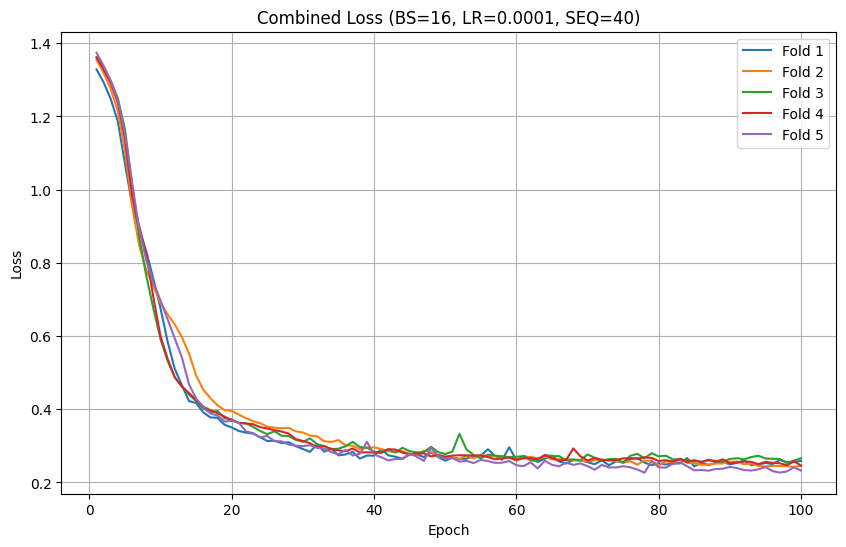 Combined Loss (BS=16, LR=0.0001, SEQ=40)
Loss
1.4
1.2
1.0
0.8
0.6
0.4
0.2
Fold 1
Fold 2
Fold 3
Fold 4
Fold 5
0 20 40 60 80 100
Epoch